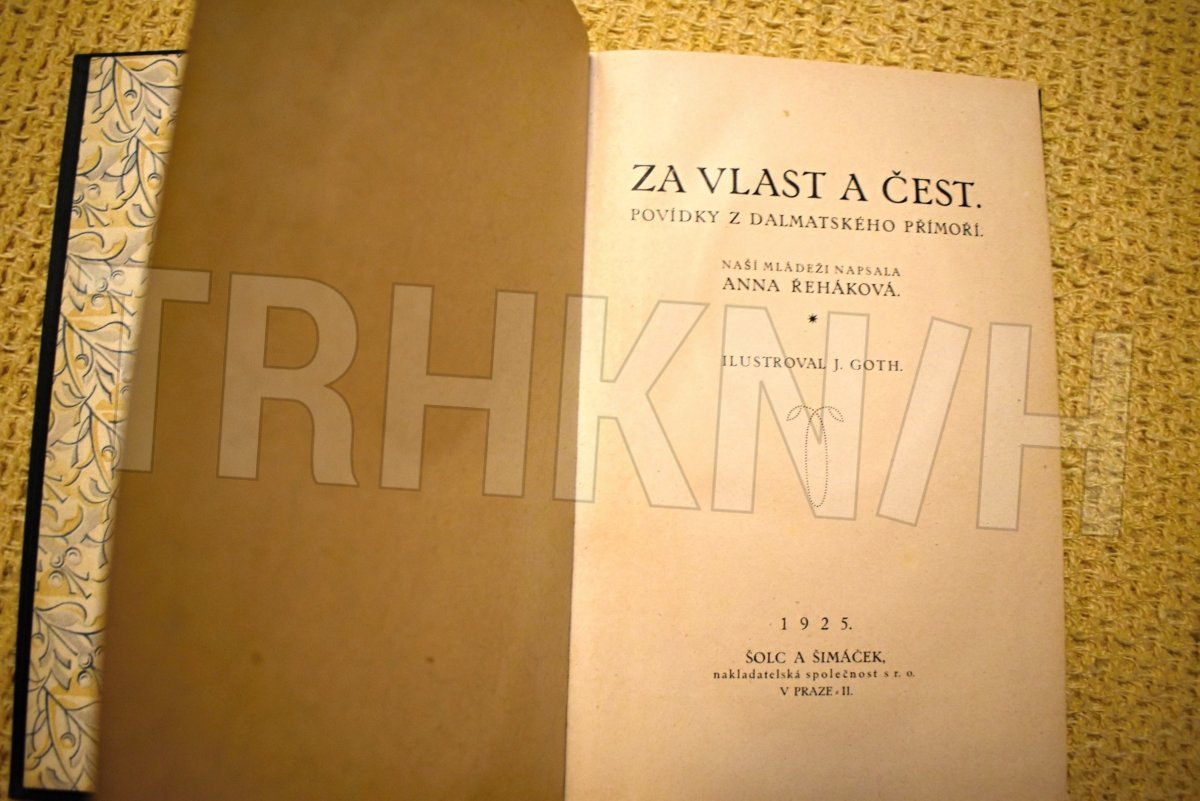 ZA VLAST A ČEST.
POVÍDKY Z DALMATSKÉHO PŘÍMOŘÍ.
NAŠÍ MLÁDEŽI NAPSALA
ANNA ŘEHÁKOVÁ.
*
ILUSTROVAL J. GOTH.
TRHKN/H
1925.
ŠOLC A ŠIMÁČEK,
nakladatelská společnost s r. o.
V PRAZE-II.